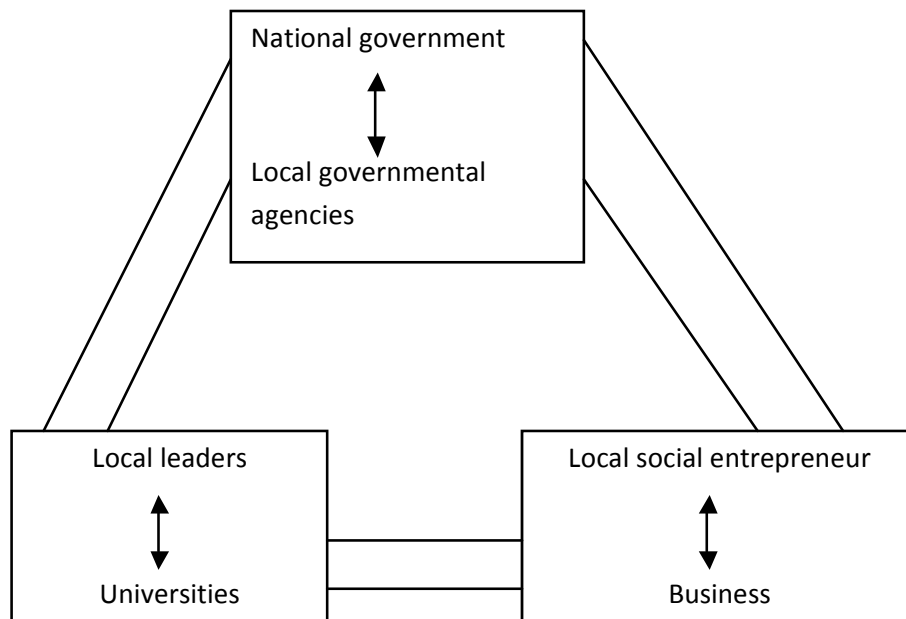 National government
Local governmental
agencies
Local leaders
Universities
Local social entrepreneur
Business